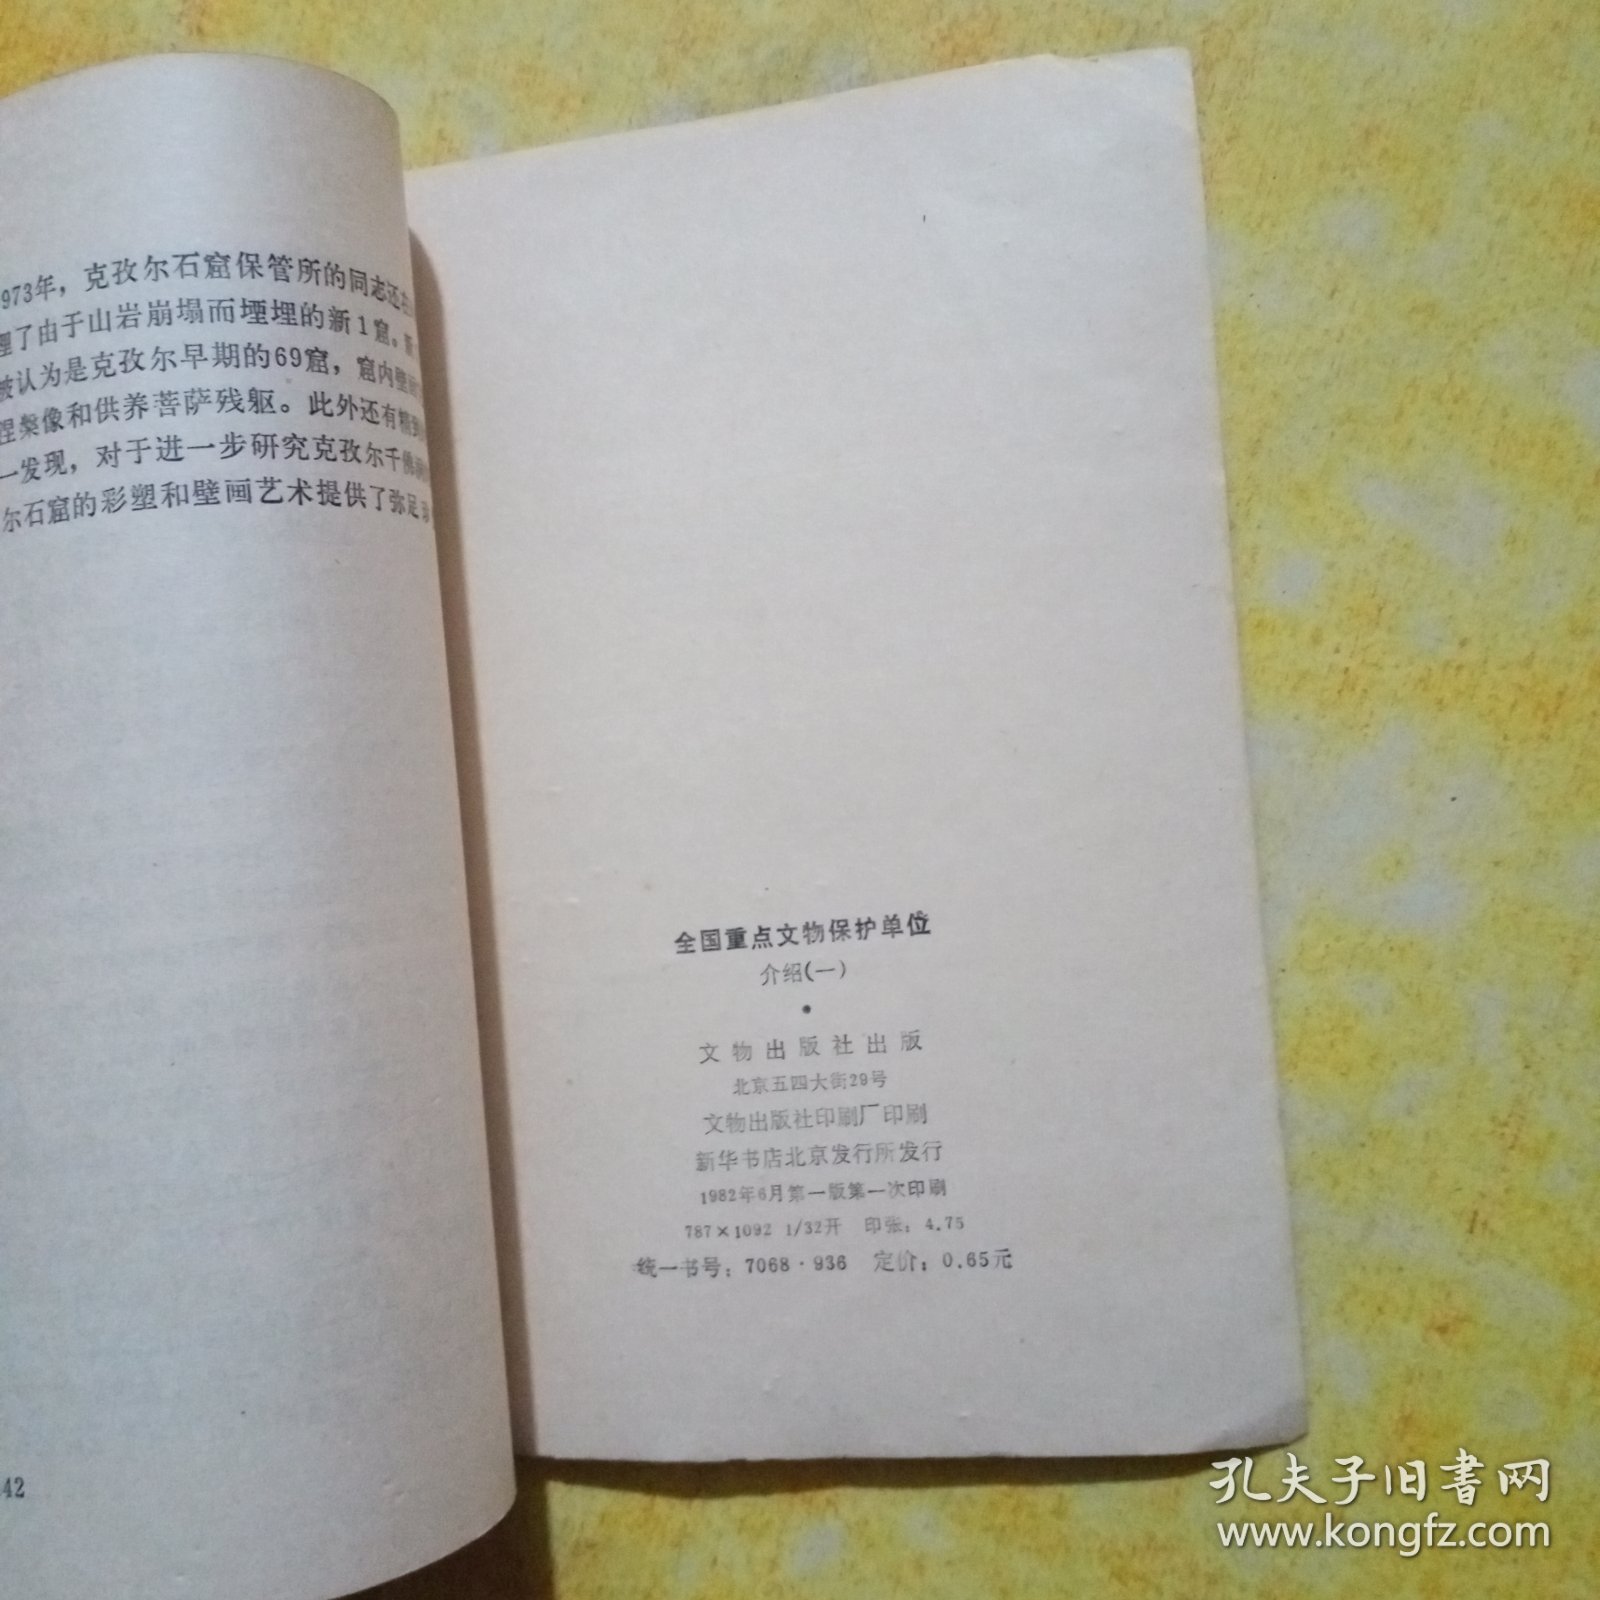 973年，克孜尔石窟保管所的同志还在
理了由于山岩崩塌而堙埋的新1窟。新
被认为是克孜尔早期的69窟，窟内壁画
涅槃像和供养菩萨残躯。此外还有精
一发现，对于进一步研究克孜尔千佛
尔石窟的彩塑和壁画艺术提供了弥足珍
42
全国重点文物保护单位
介绍(一)
•
文物出版社出版
北京五四大街29号
文物出版社印刷厂印刷
新华书店北京发行所发行
1982年6月第一版第一次印刷
787×1092 1/32开 印张：4.75
统一书号：7068·936 定价：0.65元
孔夫子旧书网
www.kongfz.com